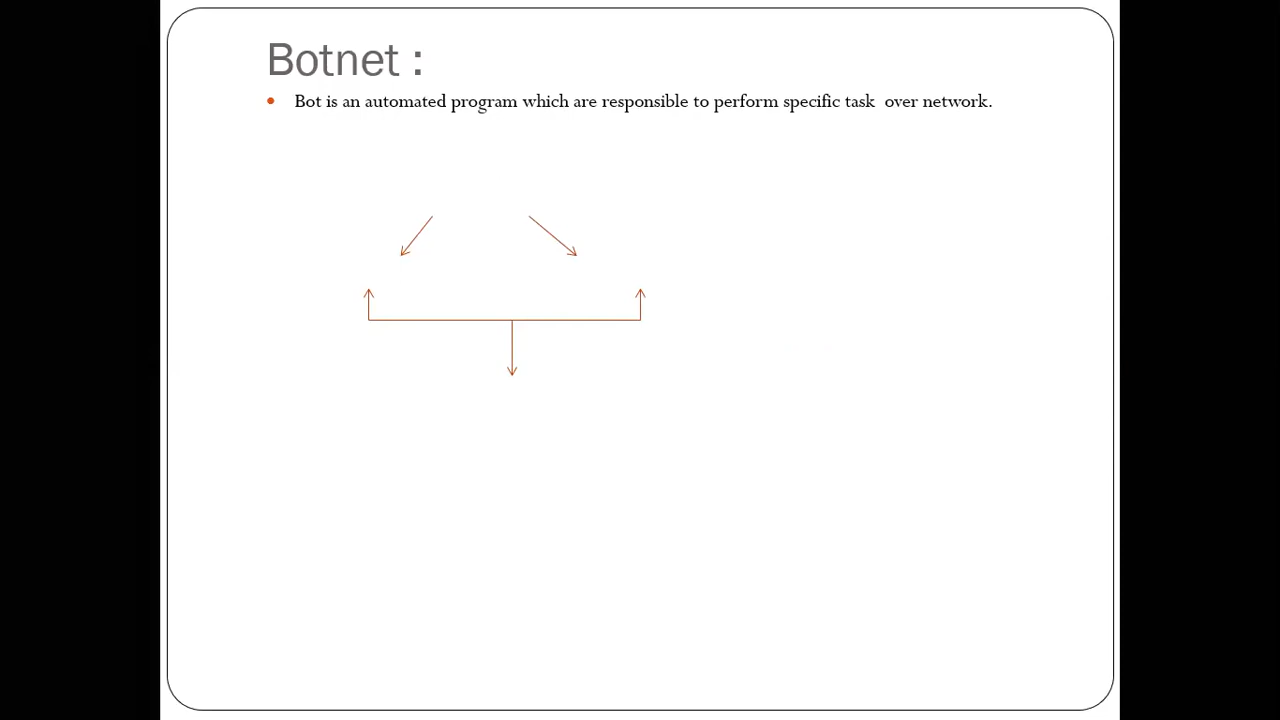 Botnet :
Bot is an automated program which are responsible to perform specific task over network.